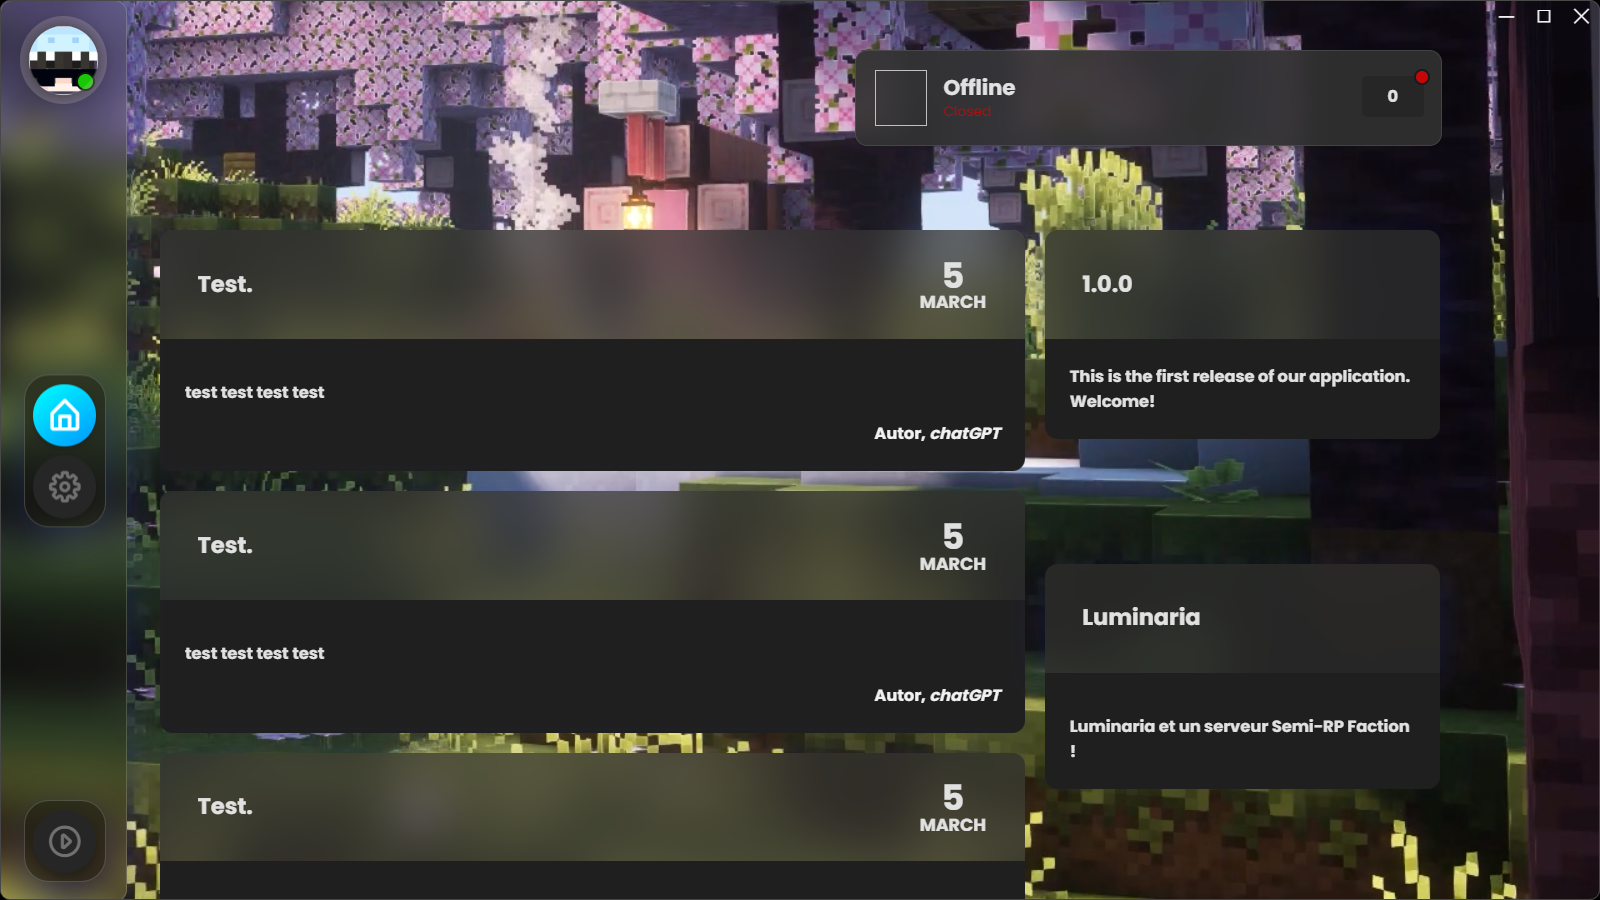 Offline
Closed
0
Test.
5
MARCH
test test test test
Autor, chatGPT
1.0.0
This is the first release of our application.
Welcome!
Test.
5
MARCH
test test test test
Autor, chatGPT
Luminaria
Luminaria et un serveur Semi-RP Faction
!
Test.
5
MARCH